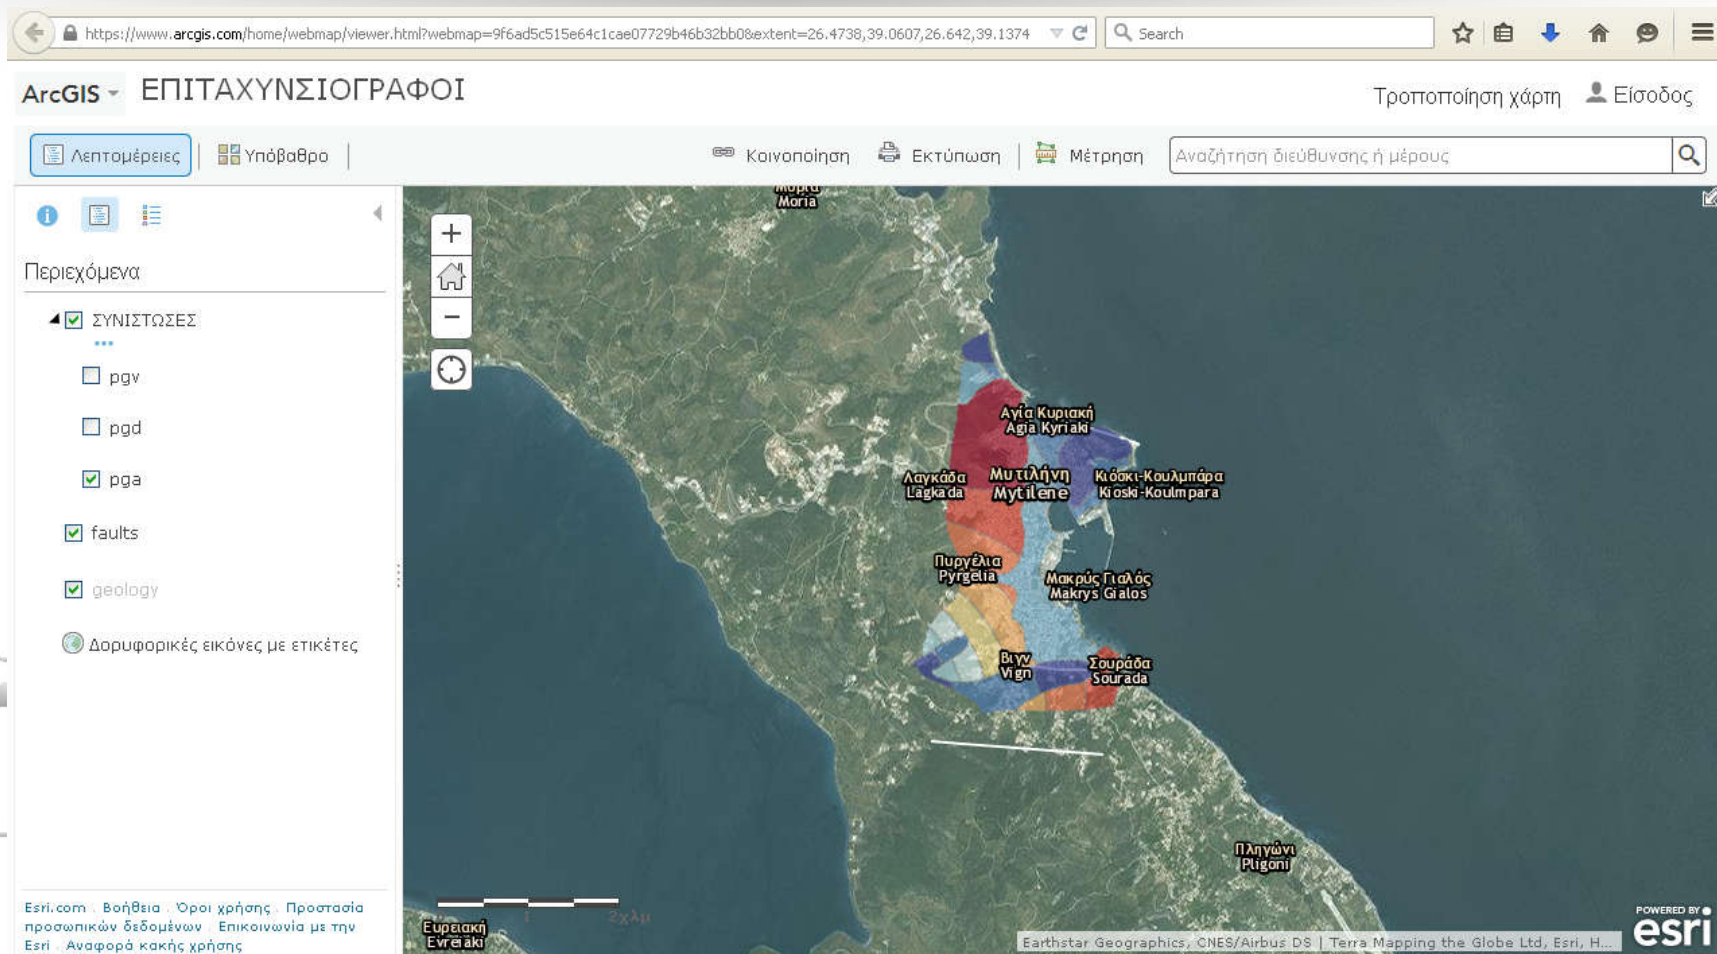 https://www.arcgis.com/home/webmap/viewer.html?webmap=9f6ad5c515e64c1cae07729b46b32bb0&extent=26.4738,39.0607,26.642,39.1374
Search
ArcGIS
ΕΠΙΤΑΧΥΝΣΙΟΓΡΑΦΟΙ
Τροποποίηση χάρτη
Είσοδος
Λεπτομέρειες
Υπόβαθρο
Κοινοποίηση
Εκτύπωση
Μέτρηση
Αναζήτηση διεύθυνσης ή μέρους
Περιεχόμενα
ΣΥΝΙΣΤΩΣΕΣ
pgv
pgd
pga
faults
geology
Δορυφορικές εικόνες με ετικέτες
Esri.com . Βοήθεια . Όροι χρήσης . Προστασία
προσωπικών δεδομένων . Επικοινωνία με την
Esri . Αναφορά κακής χρήσης
Μόρια
Moria
Αγία Κυριακή
Agia Kyriaki
Λαγκάδα
Lagkada
Μυτιλήνη
Mytilene
Κιόσκι-Κουλμπάρα
Kioski-Koulmpara
Πυργέλια
Pyrgelia
Μακρύς Γιαλός
Makrys Gialos
Βιγν
Vign
Σουράδα
Sourada
Πληγώνι
Pligoni
1 2χλμ
Ευρειακή
Evreiaki
Earthstar Geographics, CNES/Airbus DS | Terra Mapping the Globe Ltd, Esri, H...
POWERED BY
esri